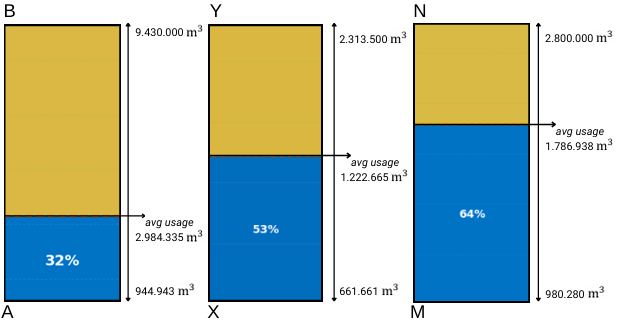 B
9.430.000 m³
32%
avg usage
2.984.335 m³
944.943 m³
A
Y
2.313.500 m³
avg usage
1.222.665 m³
53%
661.661 m³
X
N
2.800.000 m³
avg usage
1.786.938 m³
64%
980.280 m³
M